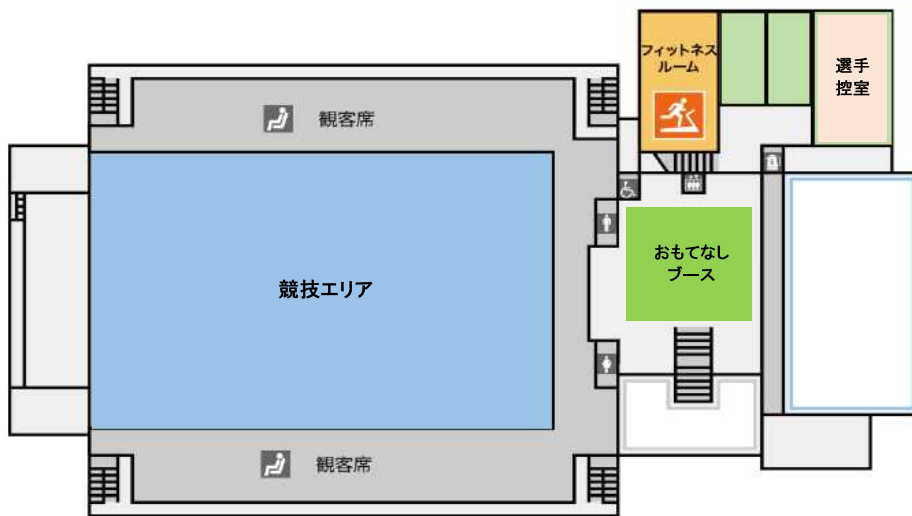 フィットネス
ルーム
選手
控室
観客席
競技エリア
おもてなし
ブース
観客席